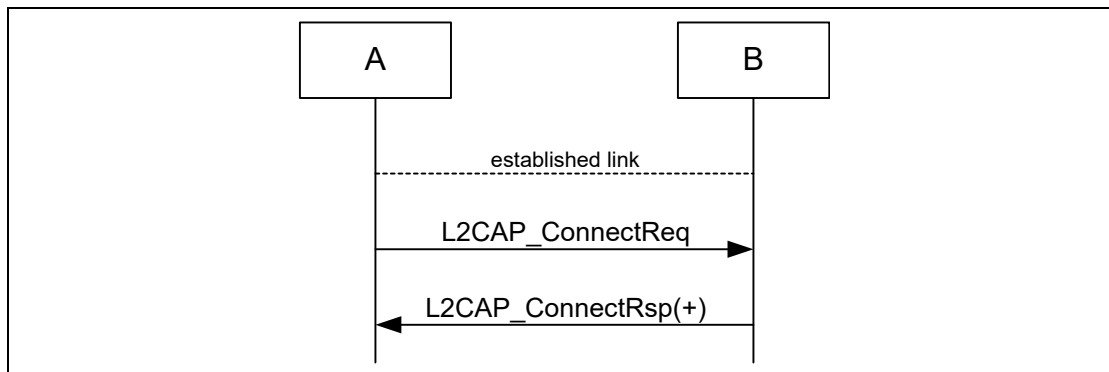 A
B
established link
L2CAP_ConnectReq
L2CAP_ConnectRsp(+)